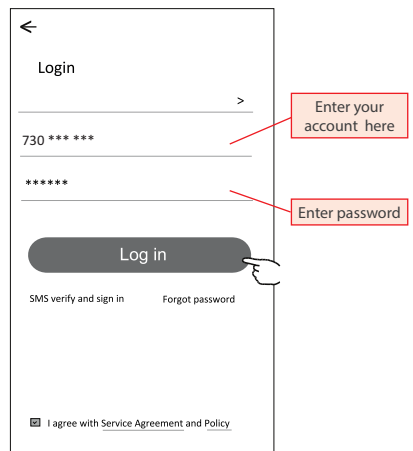 Login
>
730 *** ***
******
Enter your
account here
Enter password
Log in
SMS verify and sign in
Forgot password
I agree with Service Agreement and Policy